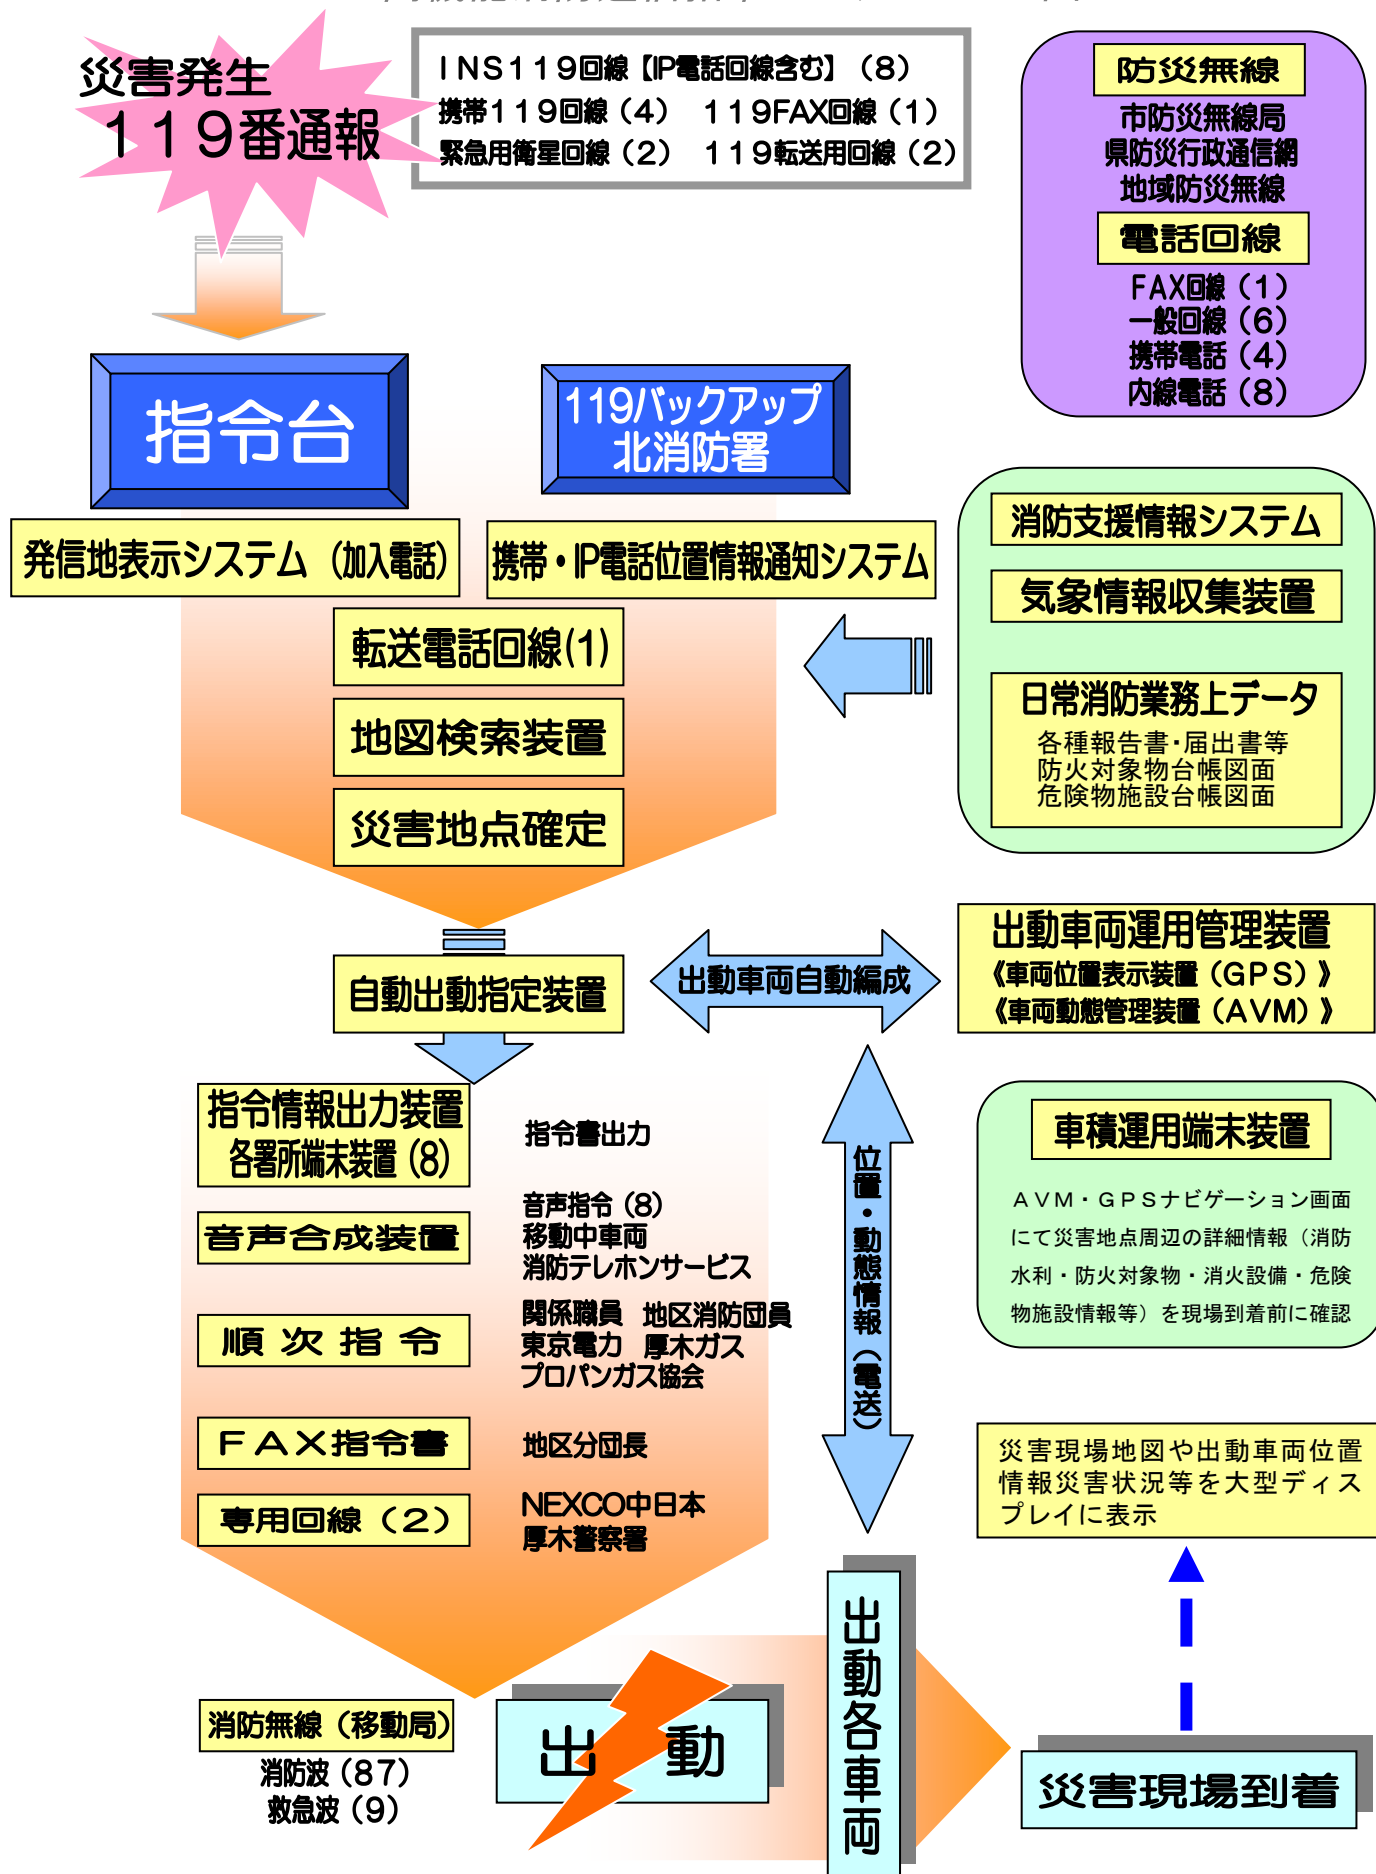 災害発生
119番通報
INS119回線【IP電話回線含む】(8)
携帯119回線(4) 119FAX回線(1)
緊急用衛星回線(2) 119転送用回線(2)
防災無線
市防災無線局
県防災行政通信網
地域防災無線
電話回線
FAX回線(1)
一般回線(6)
携帯電話(4)
内線電話(8)
指令台
119バックアップ
北消防署
発信地表示システム (加入電話)
携帯・IP電話位置情報通知システム
転送電話回線(1)
地図検索装置
災害地点確定
消防支援情報システム
気象情報収集装置
日常消防業務上データ
各種報告書・届出書等
防火対象物台帳図面
危険物施設台帳図面
自動出動指定装置
出動車両自動編成
出動車両運用管理装置
《車両位置表示装置(GPS)》
《車両動態管理装置(AVM)》
指令情報出力装置
各署所端末装置(8)
指令書出力
音声合成装置
音声指令(8)
移動中車両
消防テレホンサービス
順次指令
関係職員 地区消防団員
東京電力 厚木ガス
プロパンガス協会
FAX指令書
地区分団長
専用回線(2)
NEXCO中日本
厚木警察署
位置・動態情報(電送)
車積運用端末装置
AVM・GPSナビゲーション画面
にて災害地点周辺の詳細情報(消防
水利・防火対象物・消火設備・危険
物施設情報等)を現場到着前に確認
災害現場地図や出動車両位置
情報災害状況等を大型ディス
プレイに表示
消防無線(移動局)
消防波(87)
救急波(9)
出動
出動各車両
災害現場到着